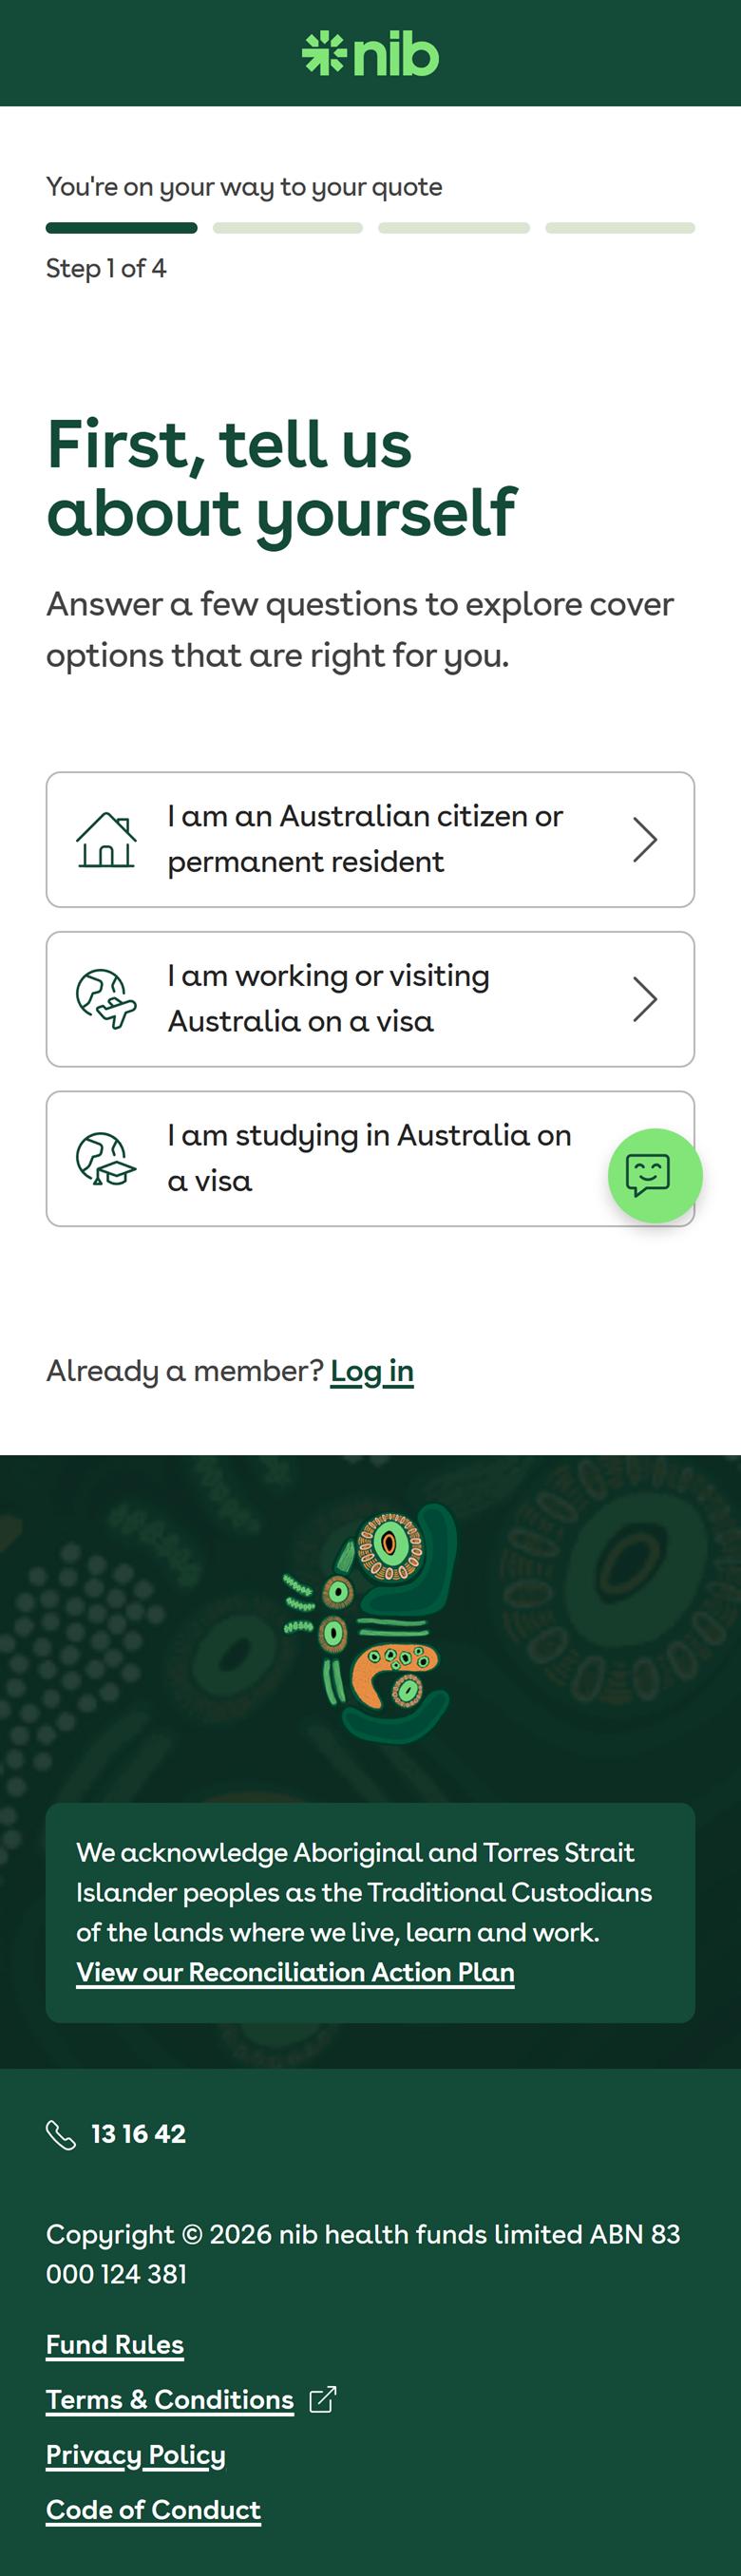 nib
You're on your way to your quote
Step 1 of 4
First, tell us
about yourself
Answer a few questions to explore cover
options that are right for you.
I am an Australian citizen or
permanent resident
I am working or visiting
Australia on a visa
I am studying in Australia on
a visa
Already a member? Log in
We acknowledge Aboriginal and Torres Strait
Islander peoples as the Traditional Custodians
of the lands where we live, learn and work.
View our Reconciliation Action Plan
13 16 42
Copyright © 2026 nib health funds limited ABN 83
000 124 381
Fund Rules
Terms & Conditions
Privacy Policy
Code of Conduct